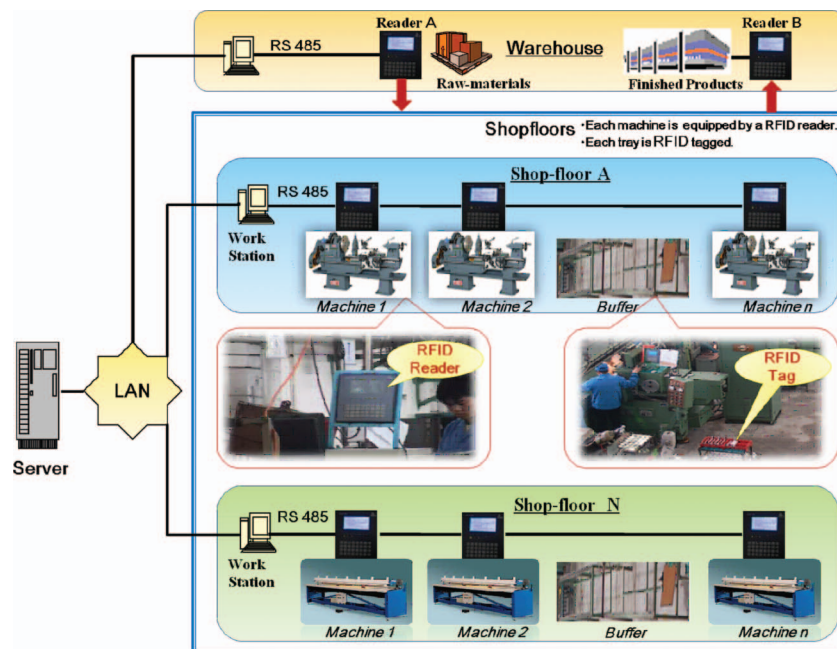 Reader A
Reader B
RS 485
Warehouse
Raw-materials
Finished Products
Shopfloors
•Each machine is equipped by a RFID reader.
•Each tray is RFID tagged.
Shop-floor A
RS 485
Work
Station
Machine 1
Machine 2
Buffer
Machine n
RFID
Reader
RFID
Tag
LAN
Server
Shop-floor N
RS 485
Work
Station
Machine 1
Machine 2
Buffer
Machine n